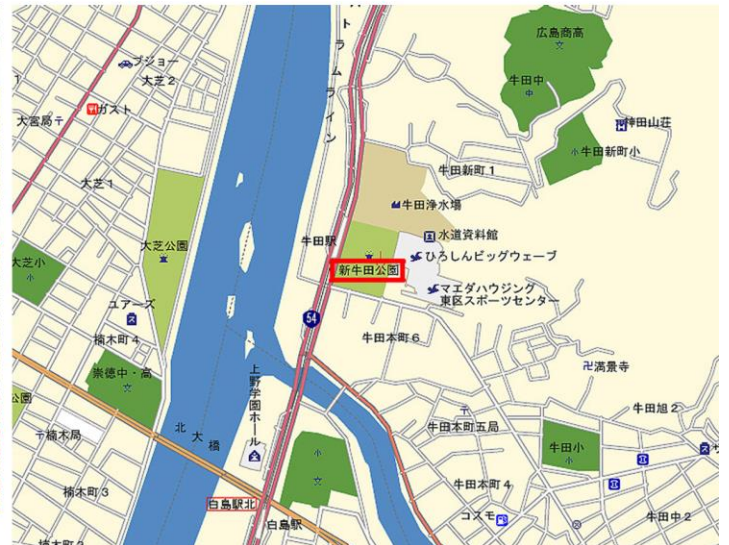 広島商高
牛田中
プジョー
大芝2
ストラムライン
ガスト
大宮局
神田山荘
牛田新町小
牛田新町1
大芝1
牛田浄水場
水道資料館
牛田駅
大芝公園
ひろしんビッグウェーブ
新牛田公園
大芝小
マエダハウジング
東区スポーツセンター
ユアーズ
54
楠木町4
牛田本町6
満景寺
崇徳中・高
上野学園ホール
公園
牛田旭2
北大橋
牛田本町五局
楠木局
牛田小
楠木町3
牛田本町4
白島駅北
コスモ
白島駅
牛田中2